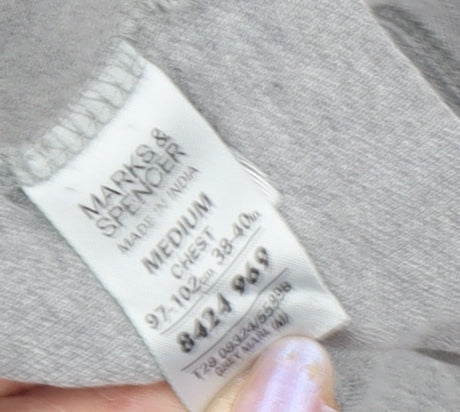 MARKS &
SPENCER
MADE IN INDIA
MEDIUM
CHEST
97-102cm 38-40in
8424 969
GREY MARL (M)